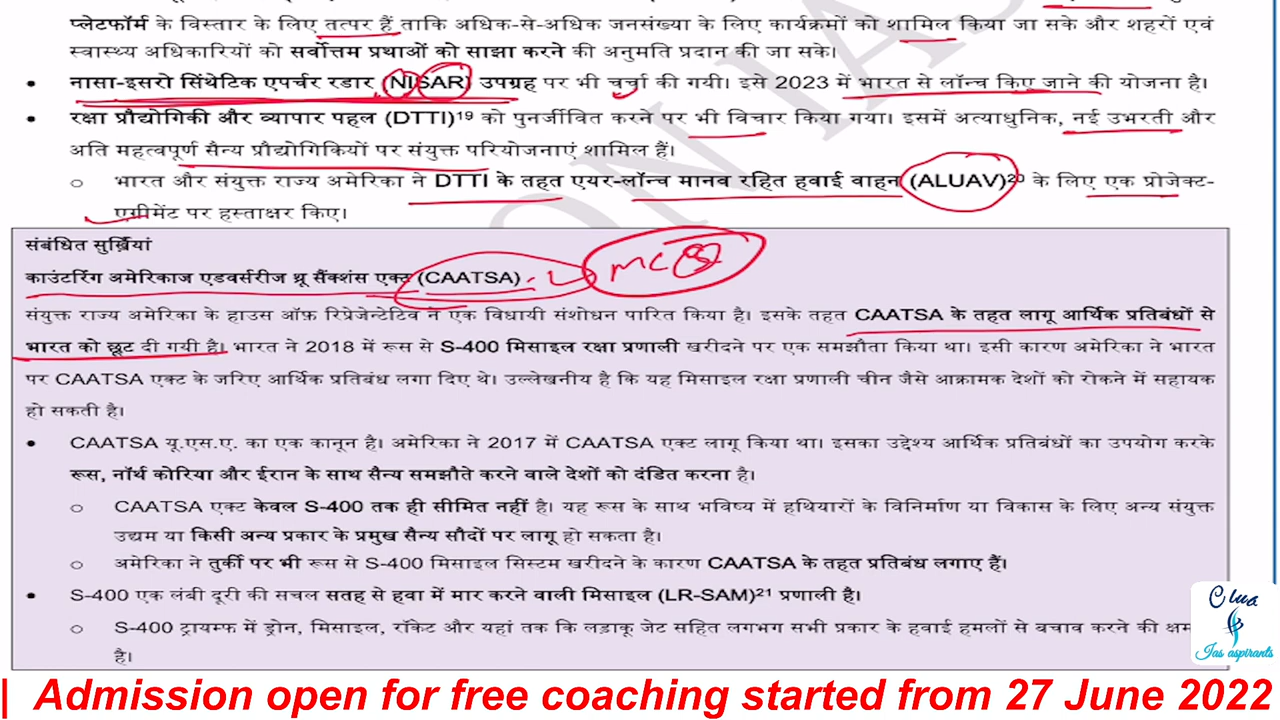 प्लेटफॉर्म के विस्तार के लिए तत्पर हैं ताकि अधिक-से-अधिक जनसंख्या के लिए कार्यक्रमों को शामिल किया जा सके और शहरों एवं
स्वास्थ्य अधिकारियों को सर्वोत्तम प्रथाओं को साझा करने की अनुमति प्रदान की जा सके।
• नासा-इसरो सिंथेटिक एपर्चर रडार (NISAR) उपग्रह पर भी चर्चा की गयी। इसे 2023 में भारत से लॉन्च किए जाने की योजना है।
• रक्षा प्रौद्योगिकी और व्यापार पहल (DTTI)19 को पुनर्जीवित करने पर भी विचार किया गया। इसमें अत्याधुनिक, नई उभरती और
अति महत्वपूर्ण सैन्य प्रौद्योगिकियों पर संयुक्त परियोजनाएं शामिल हैं।
○ भारत और संयुक्त राज्य अमेरिका ने DTTI के तहत एयर-लॉन्च मानव रहित हवाई वाहन (ALUAV)20 के लिए एक प्रोजेक्ट-
एग्रीमेंट पर हस्ताक्षर किए।
संबंधित सुर्ख़ियां
काउंटरिंग अमेरिकाज एडवर्सरीज थ्रू सैंक्शंस एक्ट (CAATSA)
संयुक्त राज्य अमेरिका के हाउस ऑफ़ रिप्रेजेन्टेटिव ने एक विधायी संशोधन पारित किया है। इसके तहत CAATSA के तहत लागू आर्थिक प्रतिबंधों से
भारत को छूट दी गयी है। भारत ने 2018 में रूस से S-400 मिसाइल रक्षा प्रणाली खरीदने पर एक समझौता किया था। इसी कारण अमेरिका ने भारत
पर CAATSA एक्ट के जरिए आर्थिक प्रतिबंध लगा दिए थे। उल्लेखनीय है कि यह मिसाइल रक्षा प्रणाली चीन जैसे आक्रामक देशों को रोकने में सहायक
हो सकती है।
• CAATSA यू.एस.ए. का एक कानून है। अमेरिका ने 2017 में CAATSA एक्ट लागू किया था। इसका उद्देश्य आर्थिक प्रतिबंधों का उपयोग करके
रूस, नॉर्थ कोरिया और ईरान के साथ सैन्य समझौते करने वाले देशों को दंडित करना है।
○ CAATSA एक्ट केवल S-400 तक ही सीमित नहीं है। यह रूस के साथ भविष्य में हथियारों के विनिर्माण या विकास के लिए अन्य संयुक्त
उद्यम या किसी अन्य प्रकार के प्रमुख सैन्य सौदों पर लागू हो सकता है।
○ अमेरिका ने तुर्की पर भी रूस से S-400 मिसाइल सिस्टम खरीदने के कारण CAATSA के तहत प्रतिबंध लगाए हैं।
• S-400 एक लंबी दूरी की सचल सतह से हवा में मार करने वाली मिसाइल (LR-SAM)21 प्रणाली है।
○ S-400 ट्रायम्फ में ड्रोन, मिसाइल, रॉकेट और यहां तक कि लड़ाकू जेट सहित लगभग सभी प्रकार के हवाई हमलों से बचाव करने की
है।
Clue
Ias aspirants
| Admission open for free coaching started from 27 June 2022